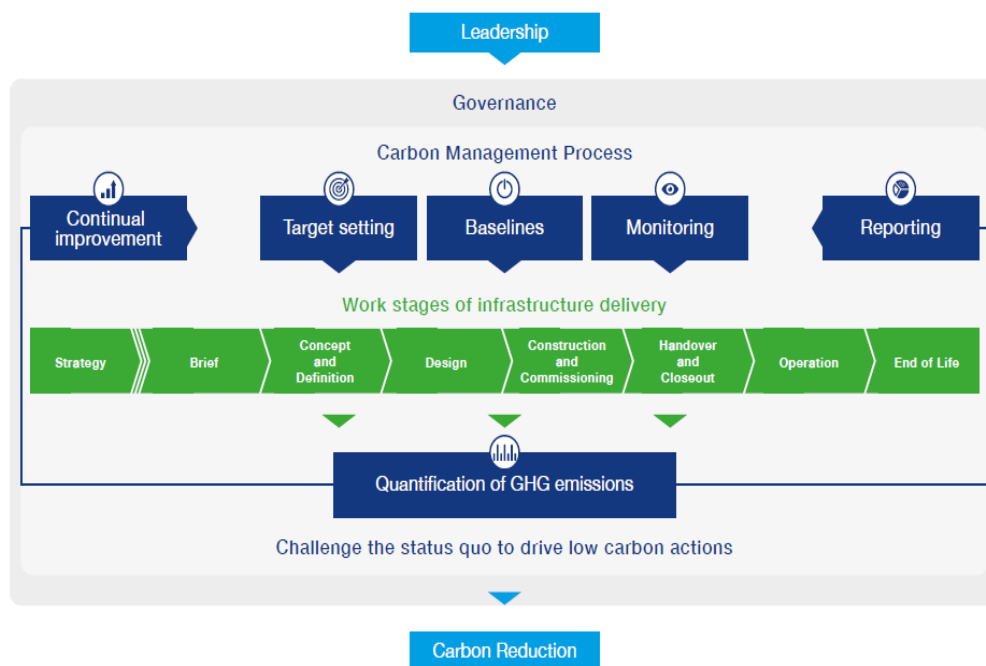 Leadership
Governance
Carbon Management Process
Continual
improvement
Target setting
Baselines
Monitoring
Reporting
Work stages of infrastructure delivery
Strategy
Brief
Concept
and
Definition
Design
Construction
and
Commissioning
Handover
and
Closeout
Operation
End of Life
Quantification of GHG emissions
Challenge the status quo to drive low carbon actions
Carbon Reduction